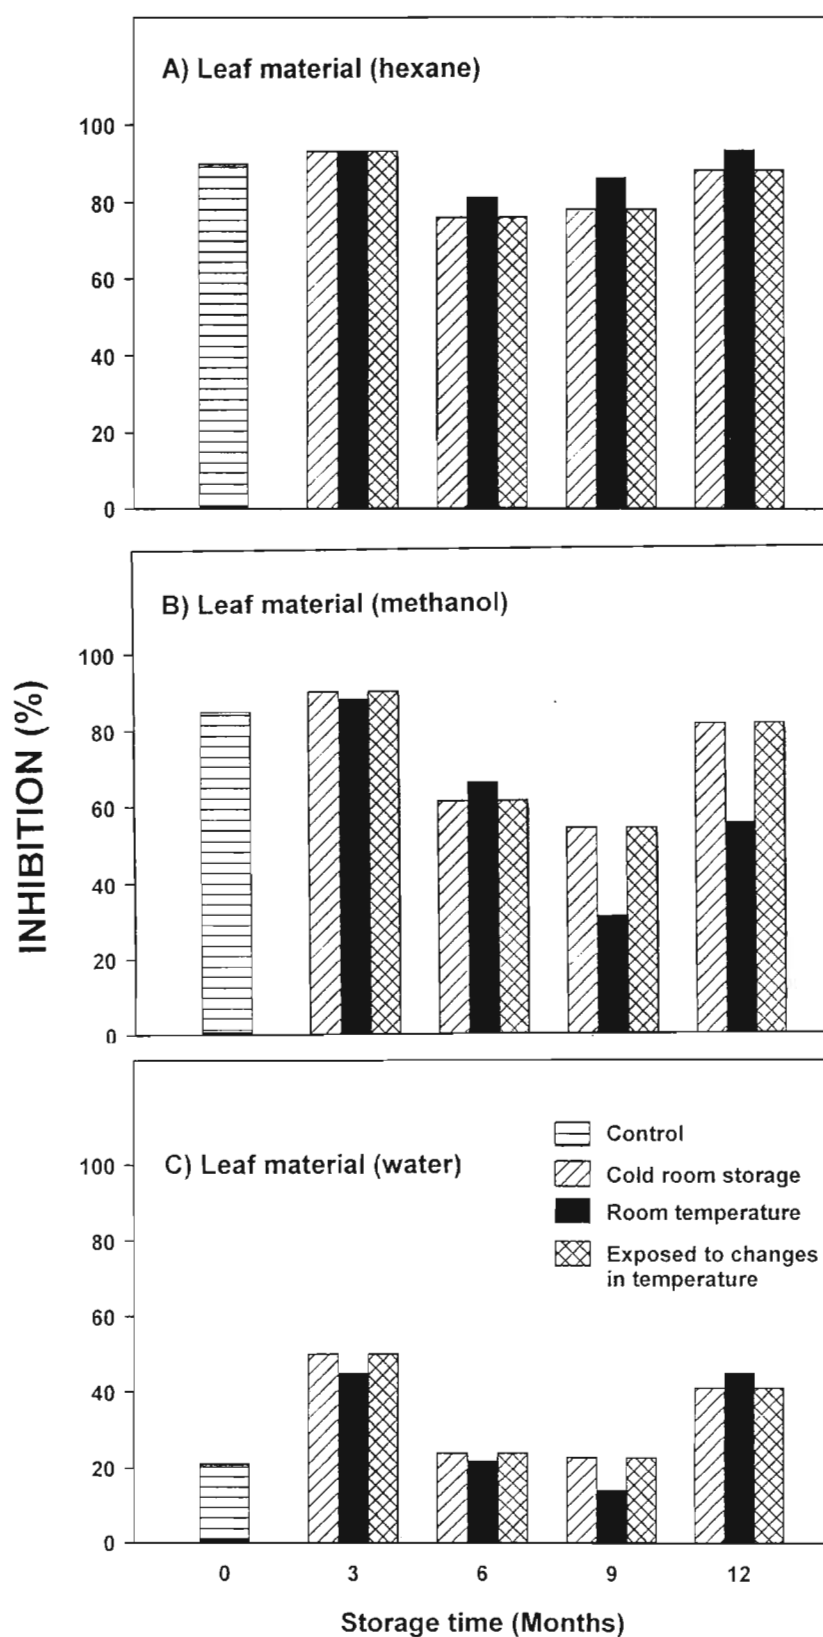 A) Leaf material (hexane)
100
80
60
40
20
0
B) Leaf material (methanol)
100
80
60
40
20
0
INHIBITION (%)
C) Leaf material (water)
100
80
60
40
20
0
Control
Cold room storage
Room temperature
Exposed to changes
in temperature
0 3 6 9 12
Storage time (Months)